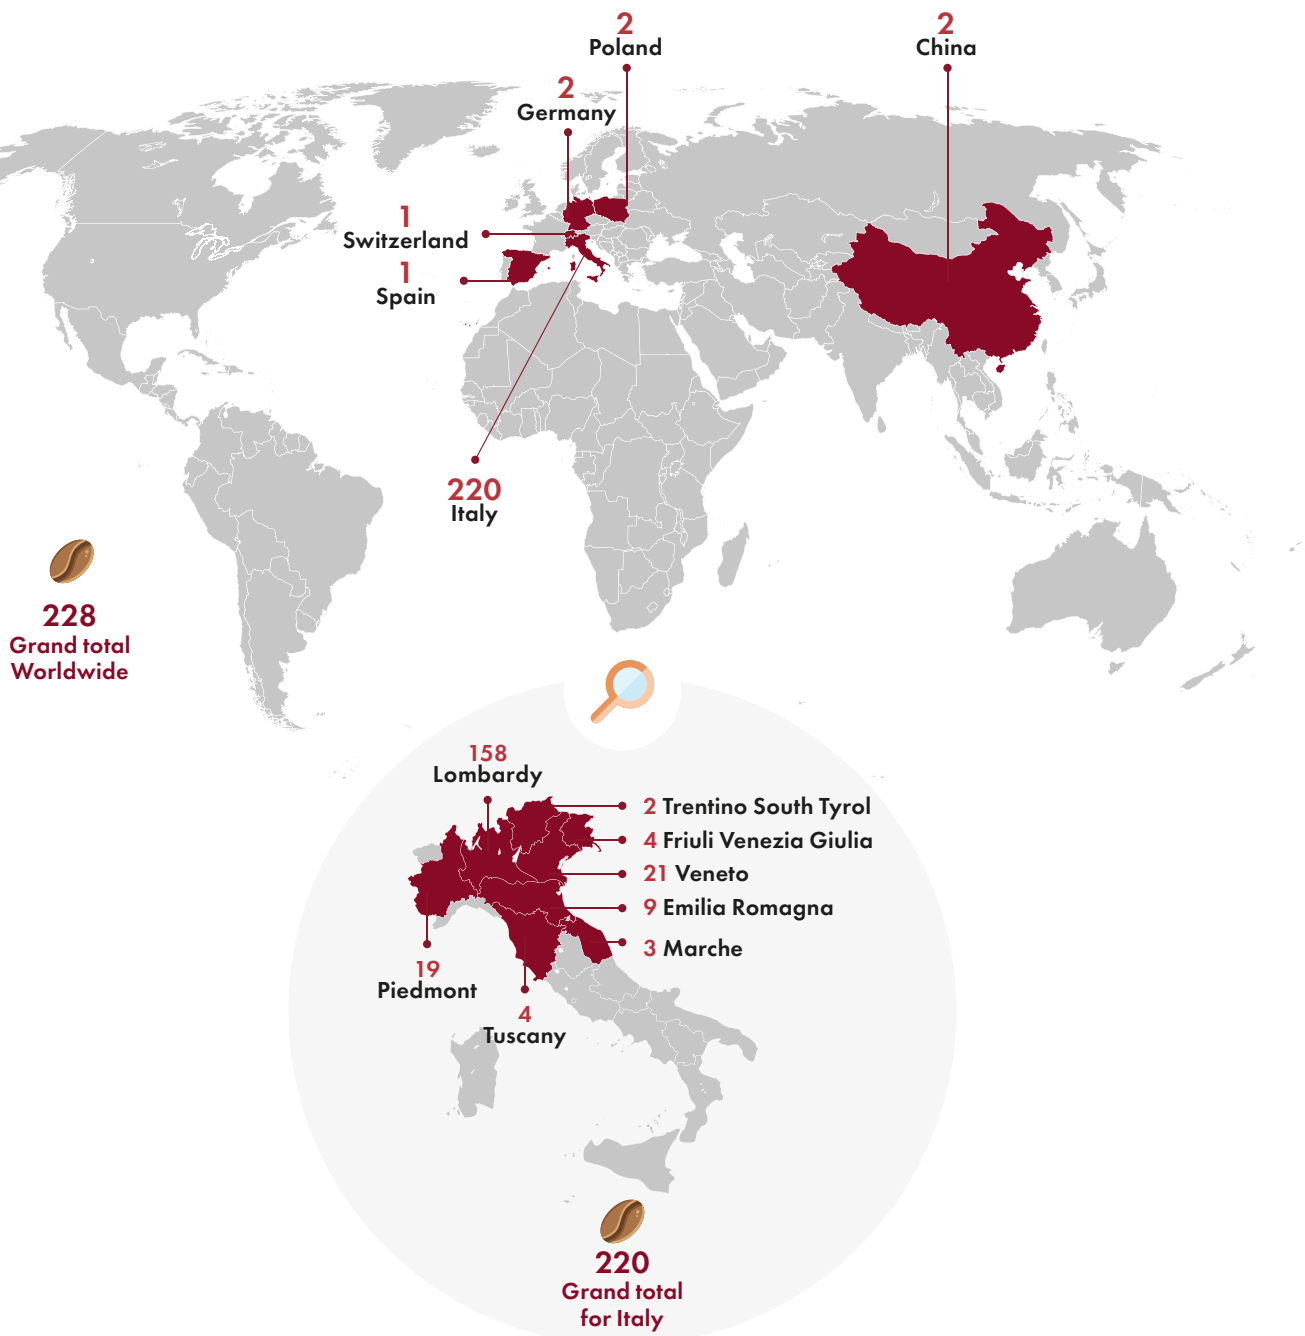 2
Poland
2
China
2
Germany
1
Switzerland
1
Spain
220
Italy
228
Grand total
Worldwide
158
Lombardy
2 Trentino South Tyrol
4 Friuli Venezia Giulia
21 Veneto
9 Emilia Romagna
3 Marche
19
Piedmont
4
Tuscany
220
Grand total
for Italy